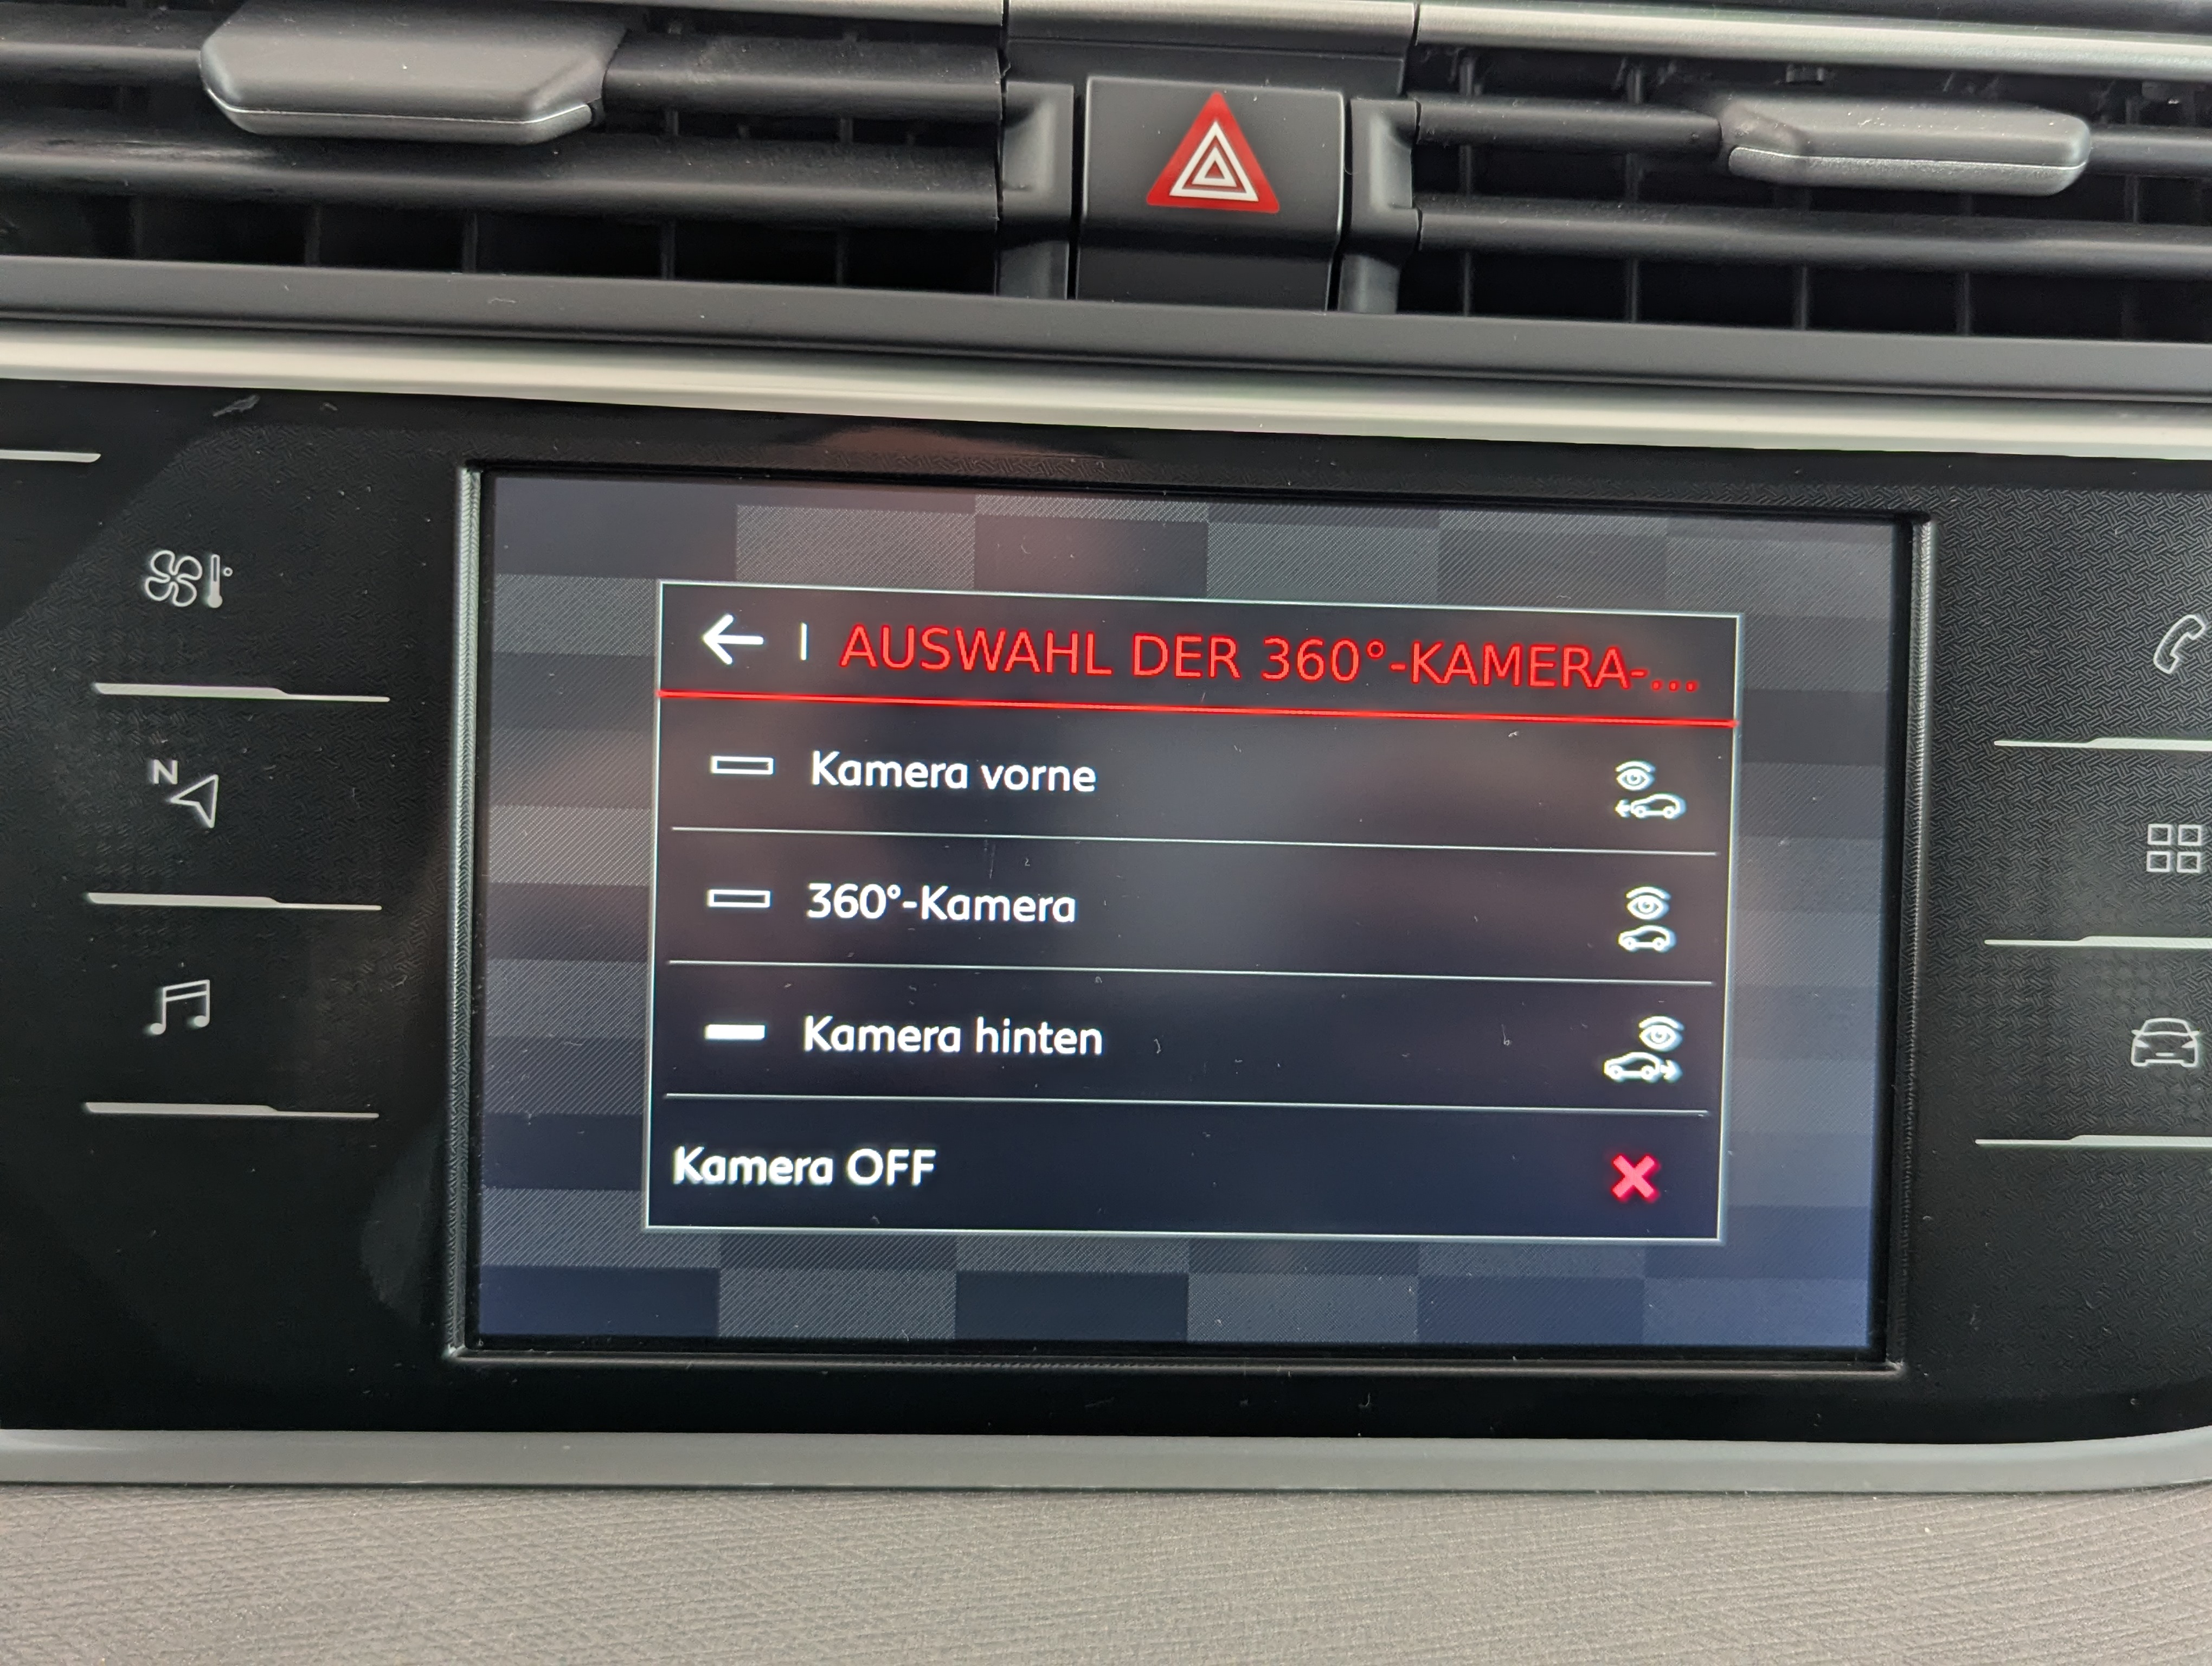 AUSWAHL DER 360°-KAMERA-...
N
Kamera vorne
360°-Kamera
Kamera hinten
Kamera OFF